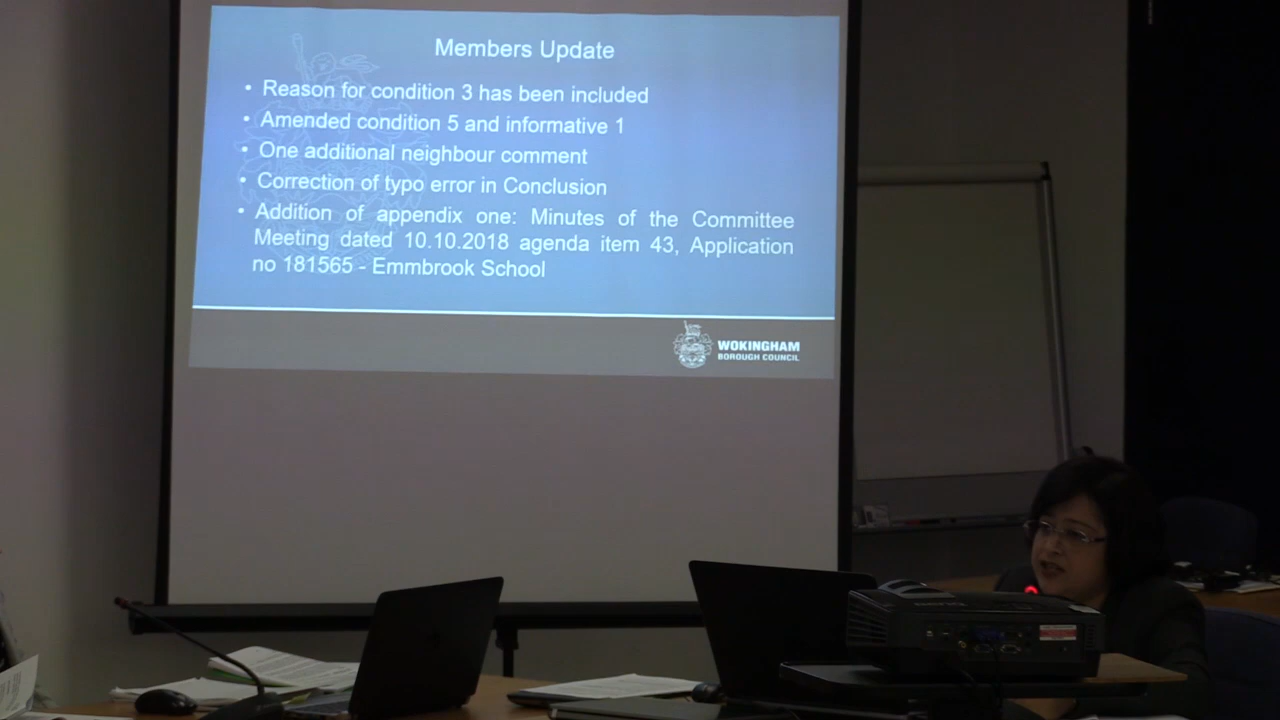 Members Update
• Reason for condition 3 has been included
• Amended condition 5 and informative 1
• One additional neighbour comment
• Correction of typo error in Conclusion
• Addition of appendix one: Minutes of the Committee
Meeting dated 10.10.2018 agenda item 43, Application
no 181565 - Emmbrook School
WOKINGHAM
BOROUGH COUNCIL